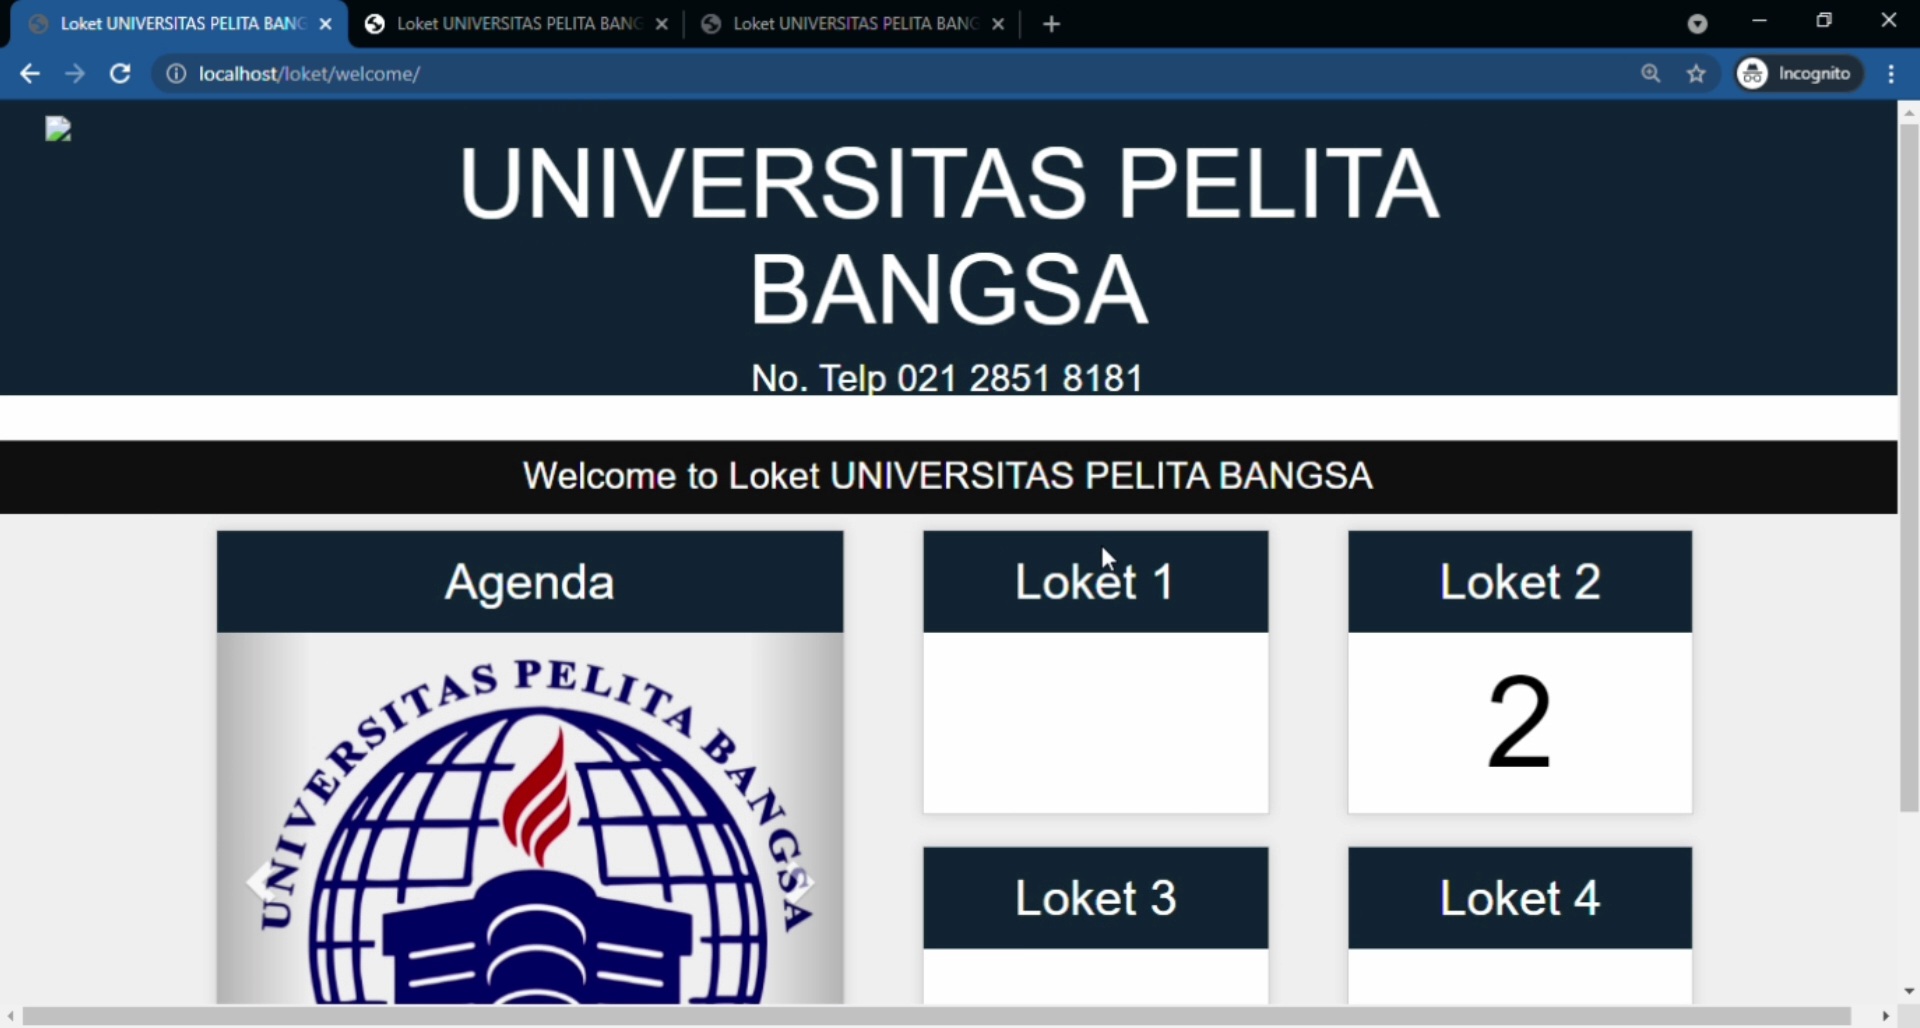 Loket UNIVERSITAS PELITA BANG
Loket UNIVERSITAS PELITA BANG
Loket UNIVERSITAS PELITA BANG
localhost/loket/welcome/
Incognito
UNIVERSITAS PELITA
BANGSA
No. Telp 021 2851 8181
Welcome to Loket UNIVERSITAS PELITA BANGSA
Agenda
UNIVERSITAS PELITA BANGSA
Loket 1
Loket 2
2
Loket 3
Loket 4